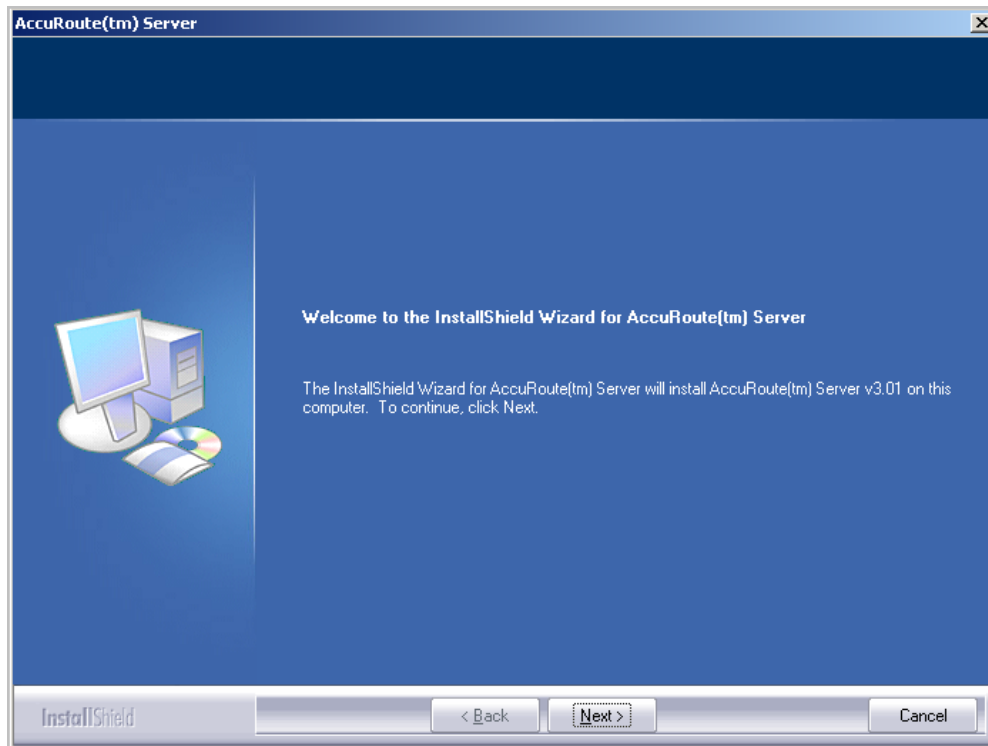 AccuRoute(tm) Server
Welcome to the InstallShield Wizard for AccuRoute(tm) Server
The InstallShield Wizard for AccuRoute(tm) Server will install AccuRoute(tm) Server v3.01 on this
computer. To continue, click Next.
InstallShield
< Back
Next >
Cancel